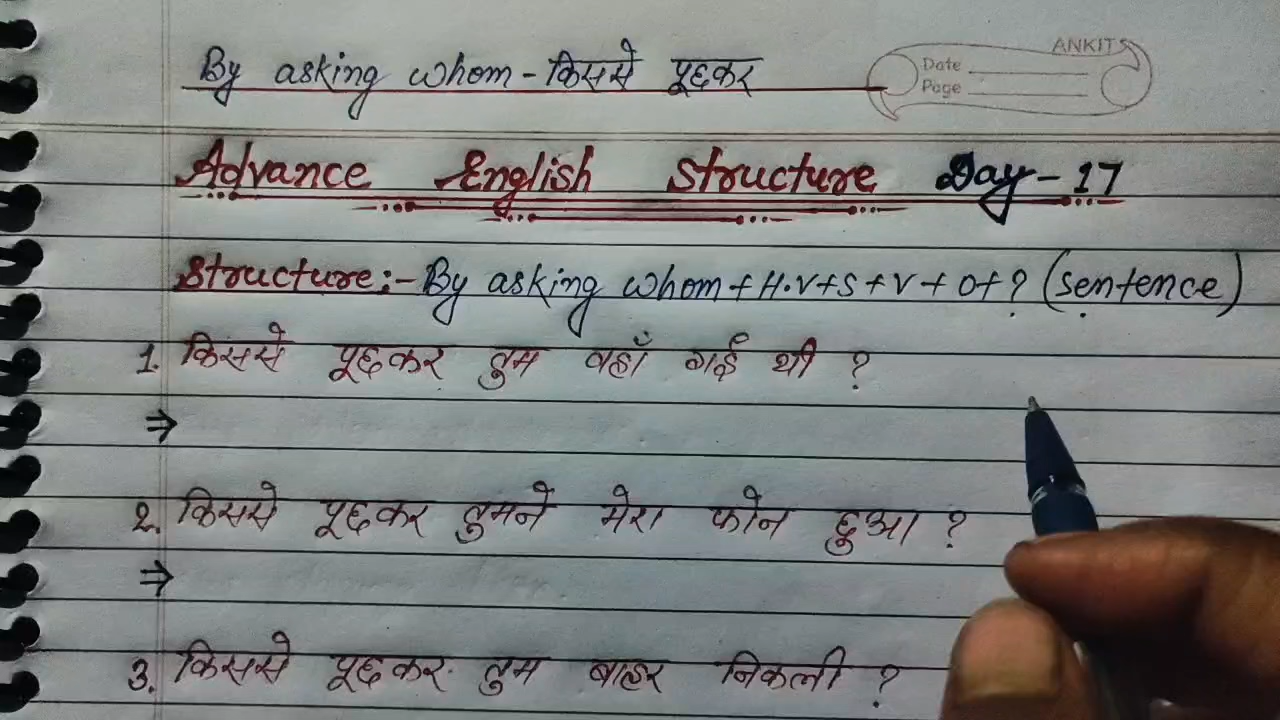 By asking whom - किससे पूछकर
ANKIT
Date
Page
Advance English Structure Day - 17
Structure :- By asking whom + H.V + S + V + O + ? (sentence)
1. किससे पूछकर तुम वहाँ गई थी ?
⇒
2. किससे पूछकर तुमने मेरा फोन छुआ ?
⇒
3. किससे पूछकर तुम बाहर निकली ?